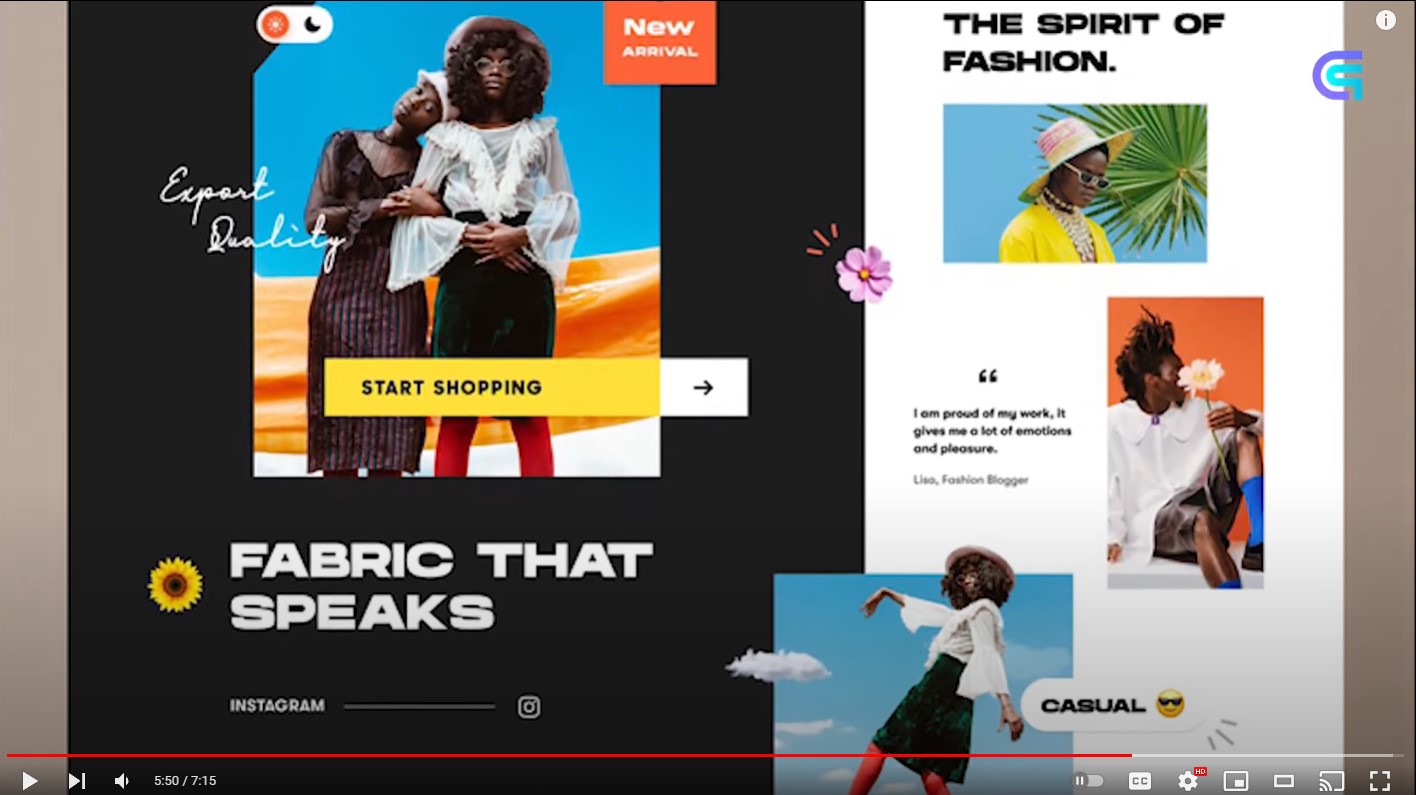 New
ARRIVAL
Export
Quality
START SHOPPING
FABRIC THAT
SPEAKS
INSTAGRAM
THE SPIRIT OF
FASHION.
“
I am proud of my work, it
gives me a lot of emotions
and pleasure.
Lisa, Fashion Blogger
CASUAL 😎
5:50 / 7:15
CC
HD
i